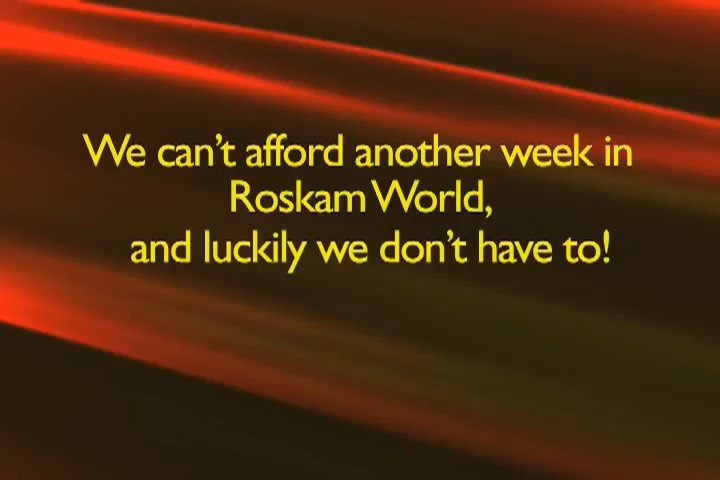 We can't afford another week in
Roskam World,
and luckily we don't have to!